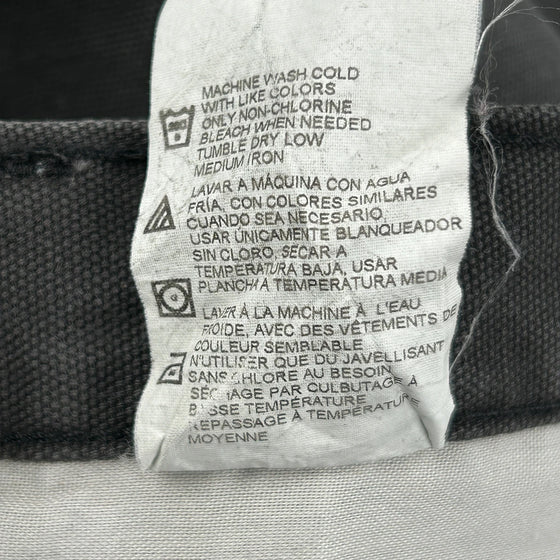 MACHINE WASH COLD
WITH LIKE COLORS
ONLY NON-CHLORINE
BLEACH WHEN NEEDED
TUMBLE DRY LOW
MEDIUM IRON
LAVAR A MÁQUINA CON AGUA
FRÍA, CON COLORES SIMILARES
CUANDO SEA NECESARIO,
USAR ÚNICAMENTE BLANQUEADOR
SIN CLORO, SECAR A
TEMPERATURA BAJA, USAR
PLANCHA A TEMPERATURA MEDIA
LAVER À LA MACHINE À L'EAU
FROIDE, AVEC DES VÊTEMENTS DE
COULEUR SEMBLABLE
N'UTILISER QUE DU JAVELLISANT
SANS CHLORE AU BESOIN
SÉCHAGE PAR CULBUTAGE À
BASSE TEMPÉRATURE
REPASSAGE À TEMPÉRATURE
MOYENNE